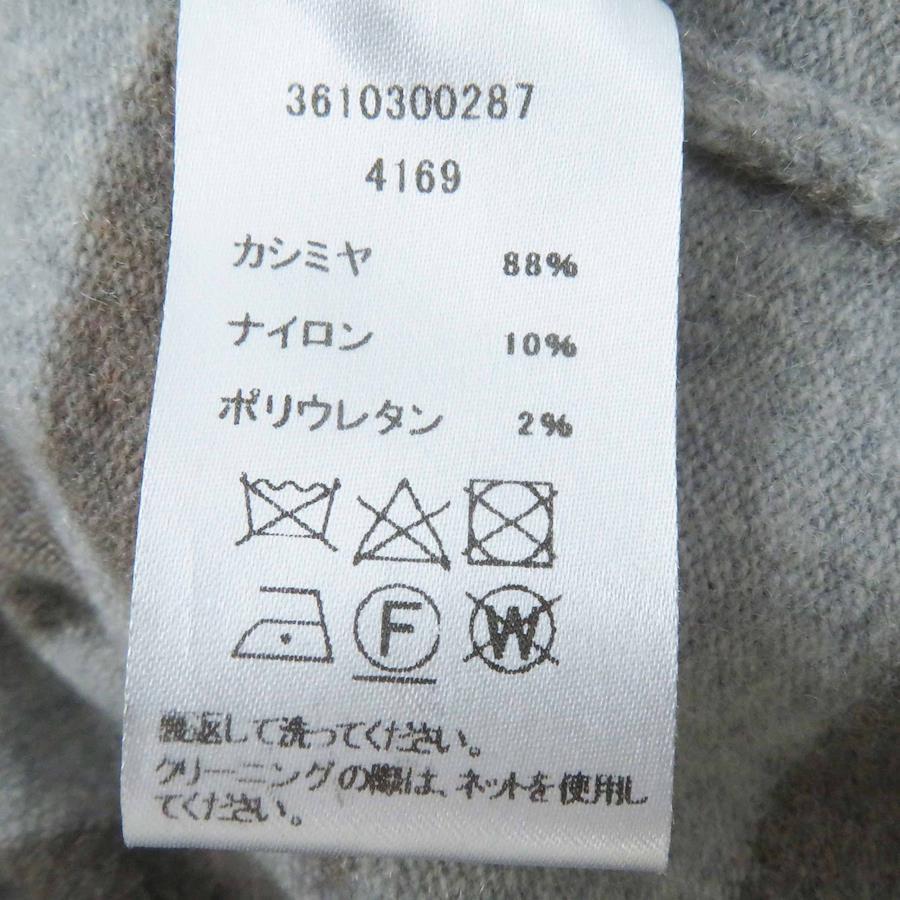 3610300287
4169
カシミヤ 88%
ナイロン 10%
ポリウレタン 2%
F W
裏返して洗ってください。
クリーニングの際は、ネットを使用し
てください。